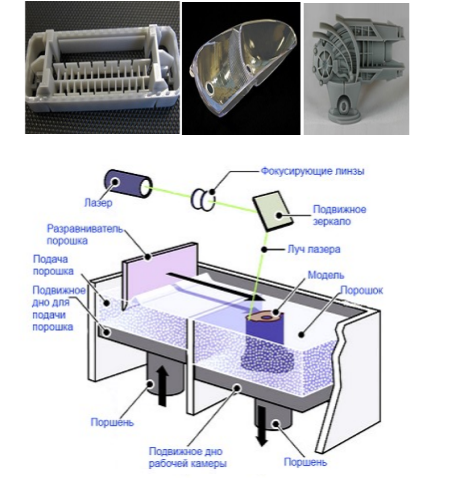 Фокусирующие линзы
Лазер
Подвижное
зеркало
Разравниватель
порошка
Луч лазера
Подача
порошка
Модель
Подвижное
дно для
подачи
порошка
Порошок
Поршень
Подвижное дно
рабочей камеры
Поршень